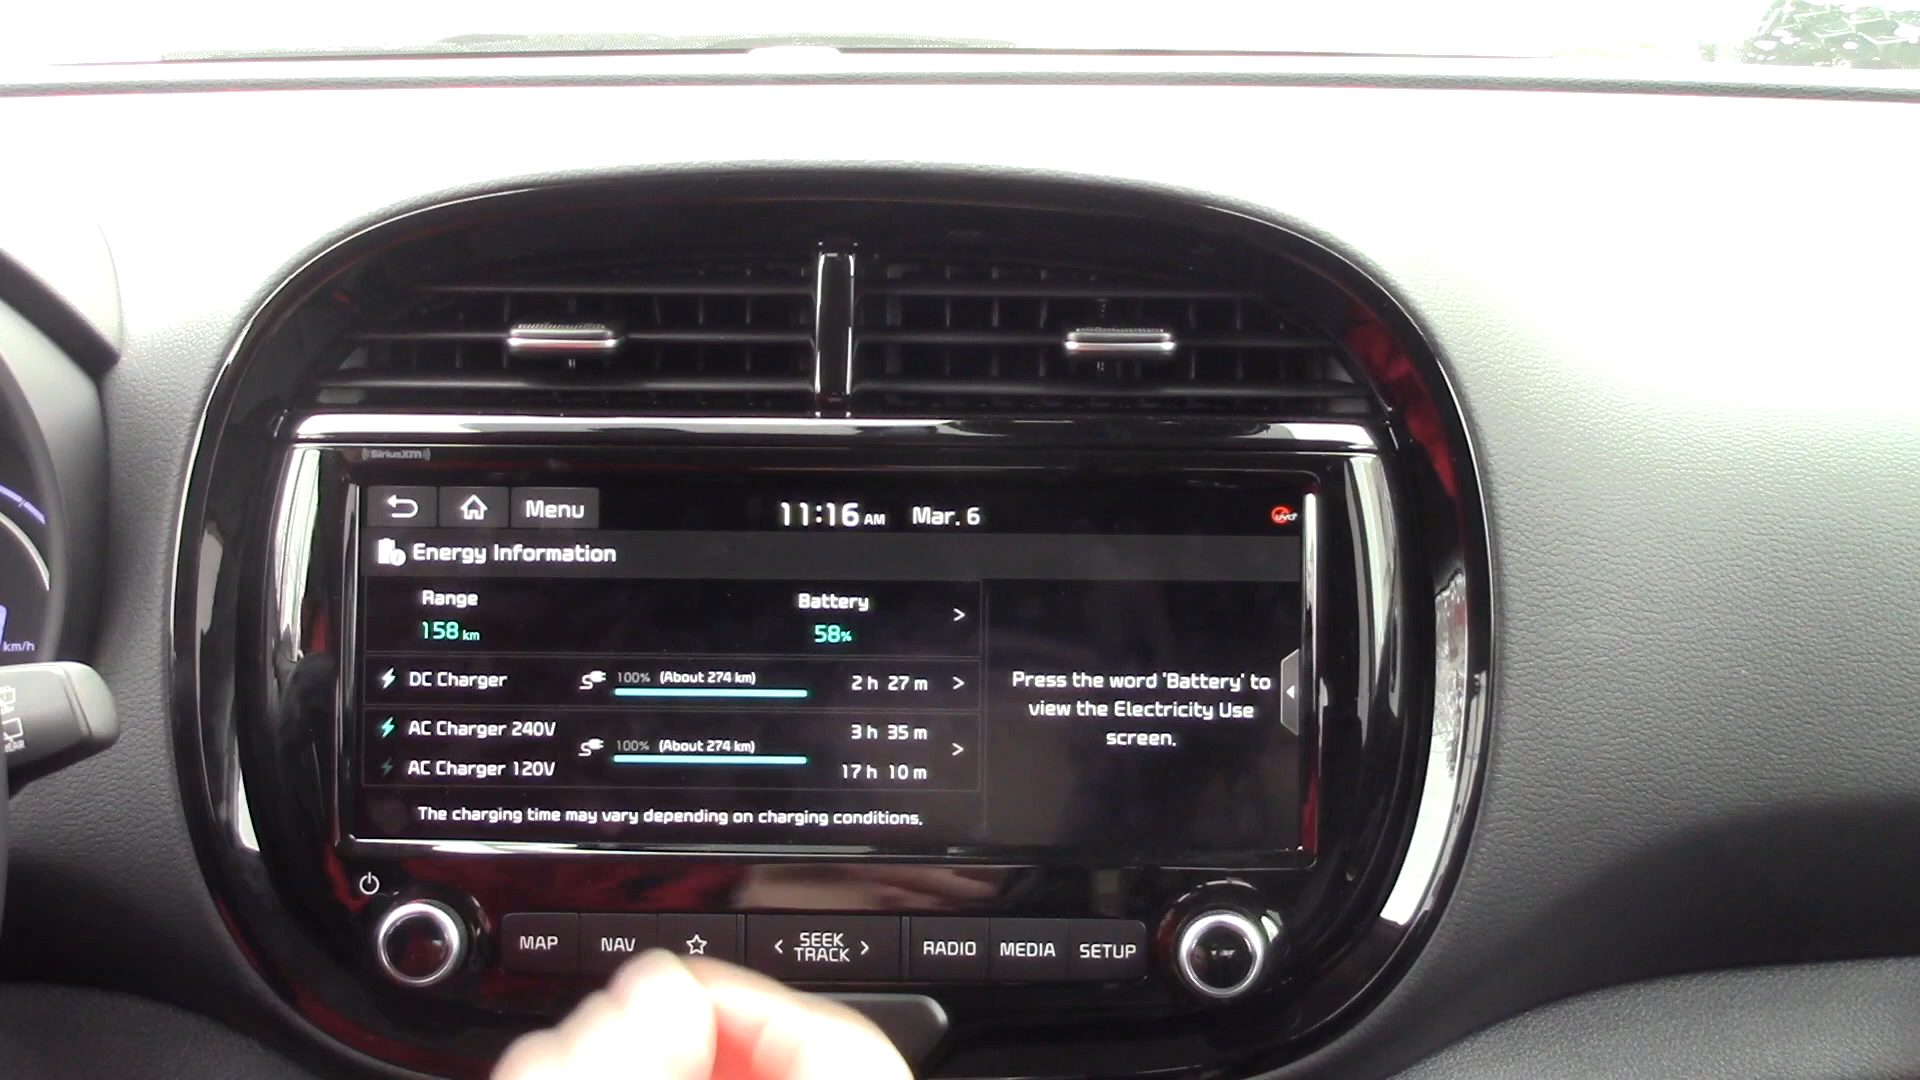 ((SiriusXM))
Menu
11:16 AM Mar. 6
UVO
Energy Information
Range
158 km
Battery
58%
>
DC Charger 100% (About 274 km) 2 h 27 m >
AC Charger 240V 3 h 35 m
100% (About 274 km) >
AC Charger 120V 17 h 10 m
The charging time may vary depending on charging conditions.
Press the word 'Battery' to
view the Electricity Use
screen.
km/h
MAP NAV < SEEK TRACK > RADIO MEDIA SETUP